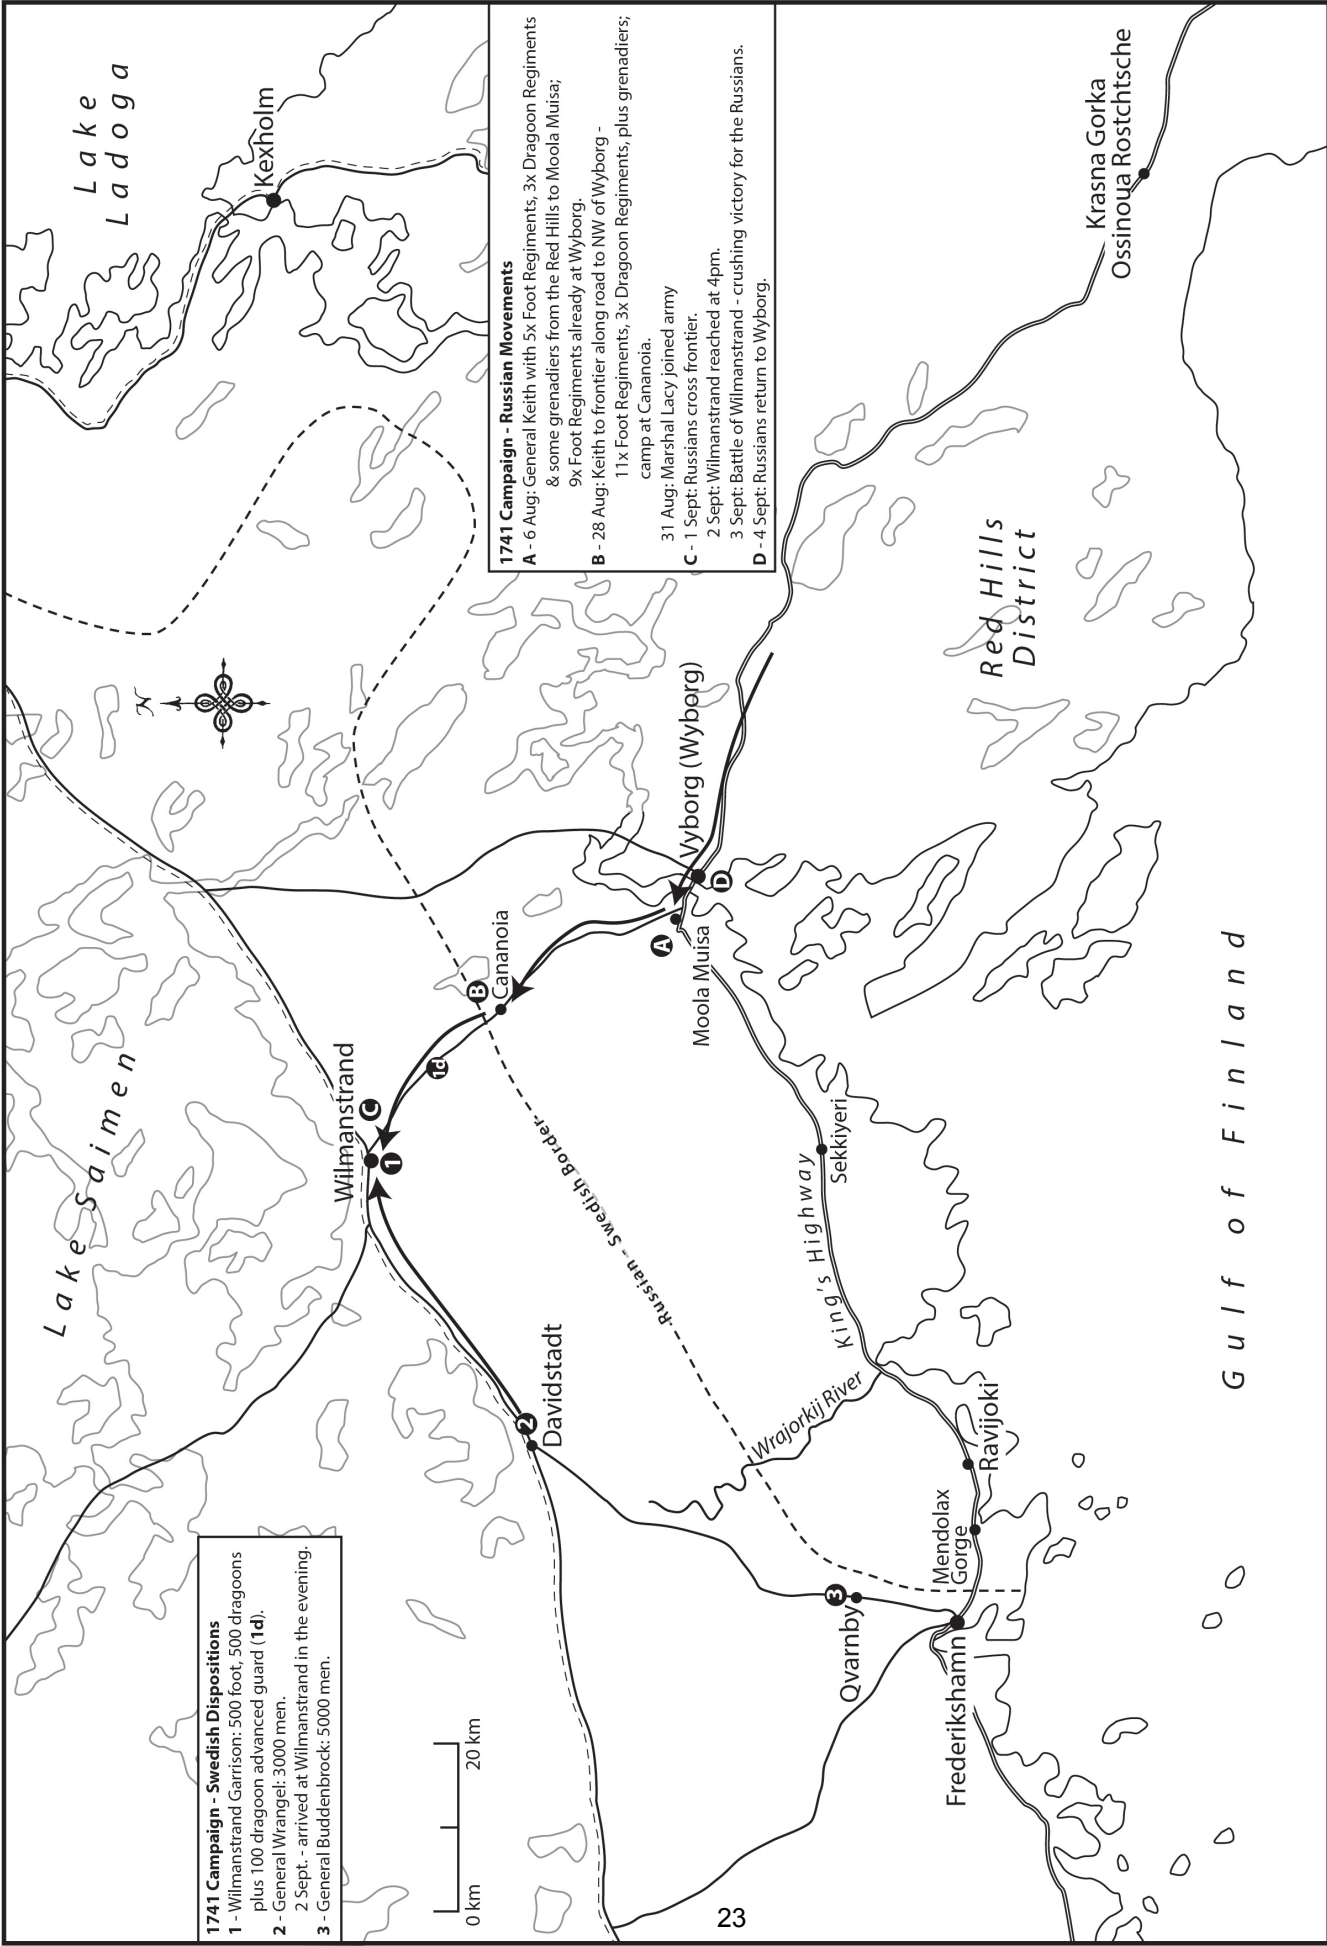 1741 Campaign - Swedish Dispositions
1 - Wilmanstrand Garrison: 500 foot, 500 dragoons
plus 100 dragoon advanced guard (1d).
2 - General Wrangel: 3000 men.
2 Sept. - arrived at Wilmanstrand in the evening.
3 - General Buddenbrock: 5000 men.
0 km
20 km
Lake Saimen
N
Lake
Ladoga
Kexholm
Wilmanstrand
C
1
1d
B
Cananoia
2
Davidstadt
Russian - Swedish Border
A
Moola Muisa
Vyborg (Wyborg)
D
1741 Campaign - Russian Movements
A - 6 Aug: General Keith with 5x Foot Regiments, 3x Dragoon Regiments
& some grenadiers from the Red Hills to Moola Muisa;
9x Foot Regiments already at Wyborg.
B - 28 Aug: Keith to frontier along road to NW of Wyborg -
11x Foot Regiments, 3x Dragoon Regiments, plus grenadiers;
camp at Cananoia.
31 Aug: Marshal Lacy joined army
C - 1 Sept: Russians cross frontier.
2 Sept: Wilmanstrand reached at 4pm.
3 Sept: Battle of Wilmanstrand - crushing victory for the Russians.
D - 4 Sept: Russians return to Wyborg.
Wrajorkij River
King's Highway
Sekkiyeri
3
Qvarnby
Mendolax
Gorge
Ravijoki
Frederikshamn
Red Hills
District
Krasna Gorka
Ossinoua Rostchtsche
Gulf of Finland
23